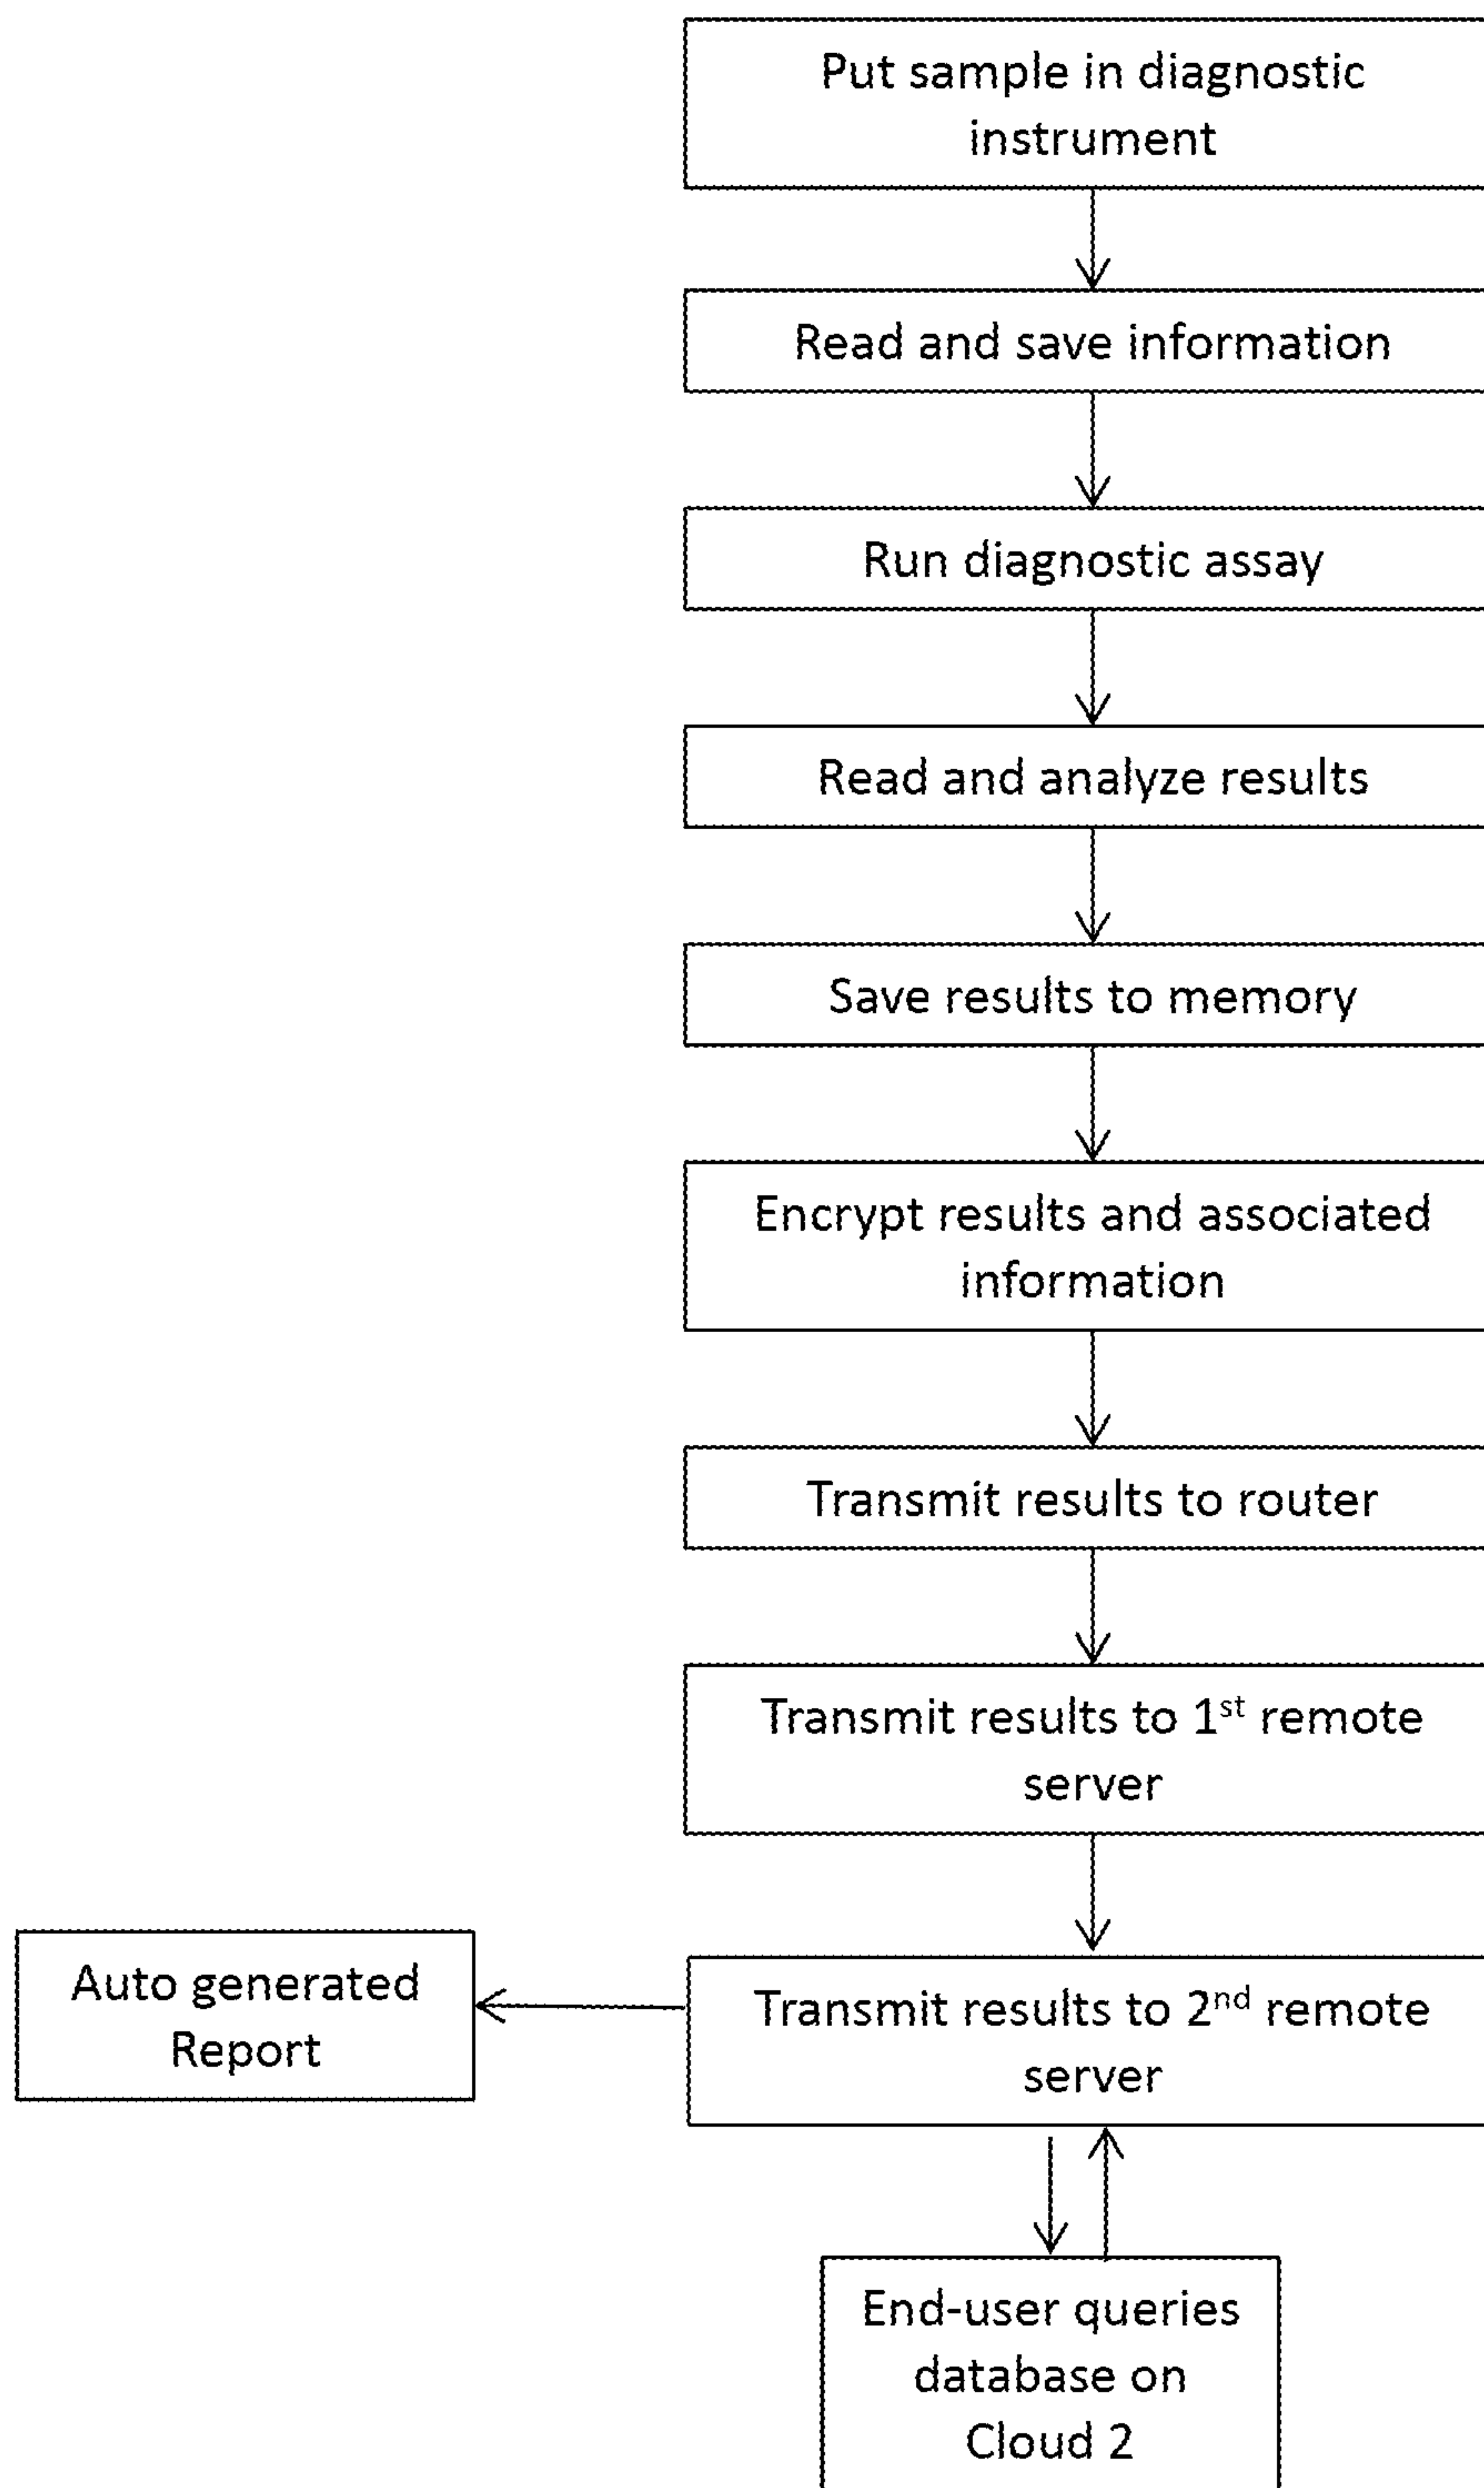 Put sample in diagnostic
instrument
Read and save information
Run diagnostic assay
Read and analyze results
Save results to memory
Encrypt results and associated
information
Transmit results to router
Transmit results to 1st remote
server
Auto generated
Report
Transmit results to 2nd remote
server
End-user queries
database on
Cloud 2